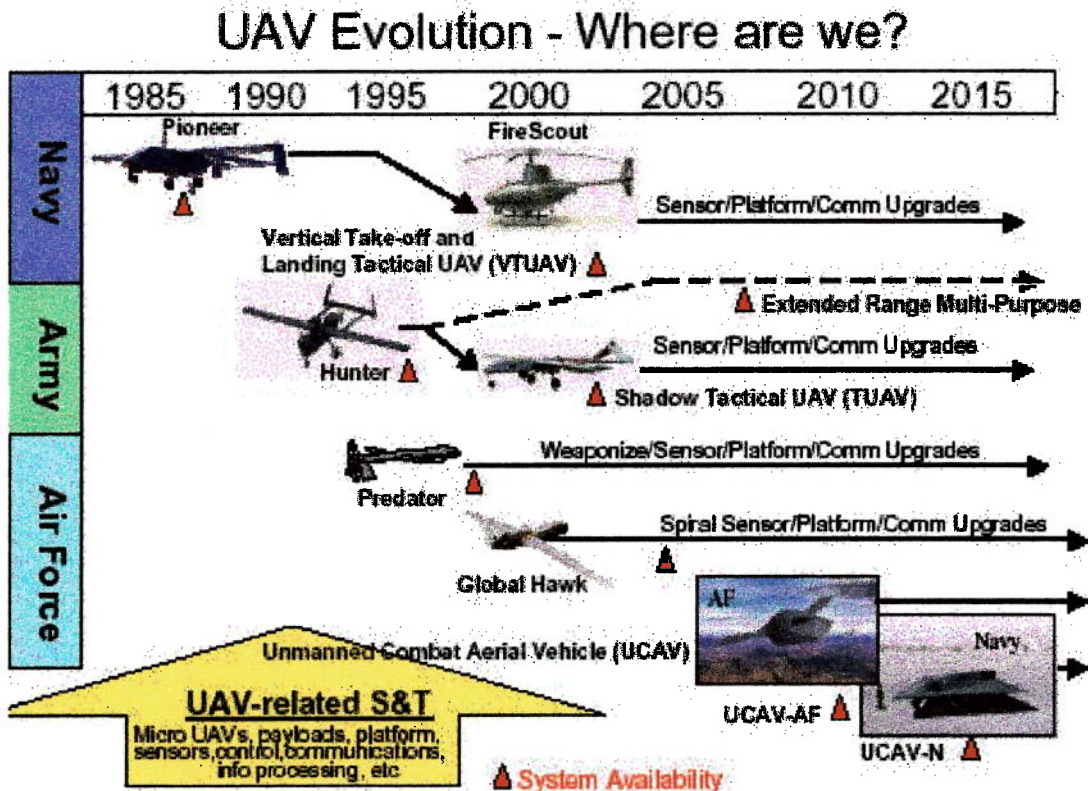 UAV Evolution - Where are we?
1985 1990 1995 2000 2005 2010 2015
Navy
Pioneer
FireScout
Sensor/Platform/Comm Upgrades
Vertical Take-off and
Landing Tactical UAV (VTUAV)
Extended Range Multi-Purpose
Army
Hunter
Sensor/Platform/Comm Upgrades
Shadow Tactical UAV (TUAV)
Air Force
Weaponize/Sensor/Platform/Comm Upgrades
Predator
Spiral Sensor/Platform/Comm Upgrades
Global Hawk
AF
Unmanned Combat Aerial Vehicle (UCAV)
Navy
UCAV-AF
UCAV-N
UAV-related S&T
Micro UAVs, payloads, platform,
sensors,control,communications,
info processing, etc
System Availability